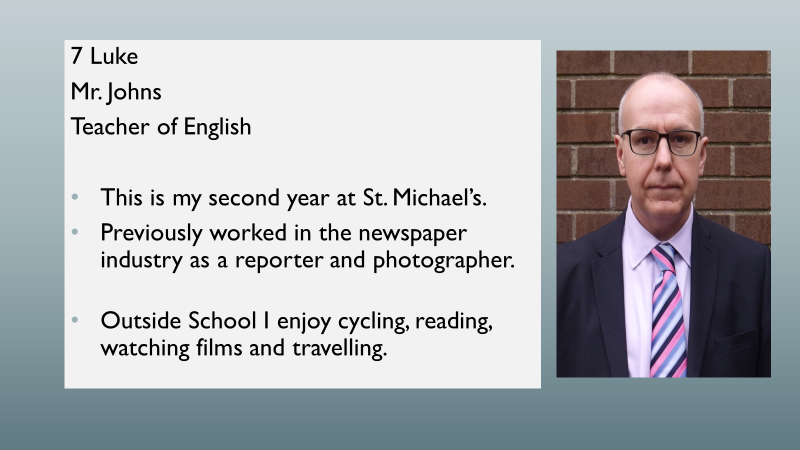 7 Luke
Mr. Johns
Teacher of English
• This is my second year at St. Michael’s.
• Previously worked in the newspaper
industry as a reporter and photographer.
• Outside School I enjoy cycling, reading,
watching films and travelling.